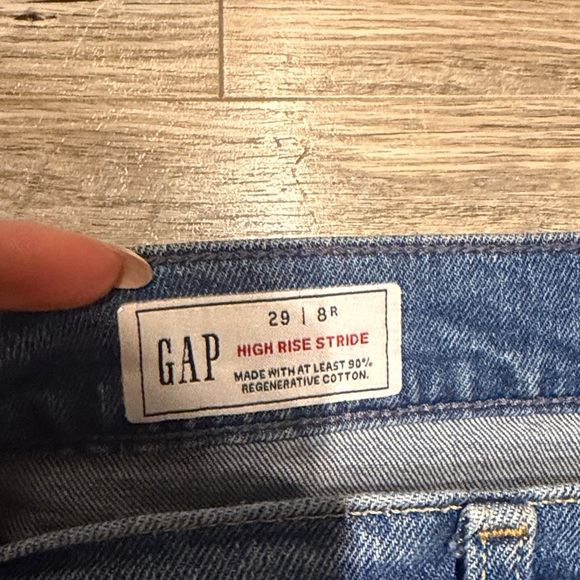 GAP
29 | 8R
HIGH RISE STRIDE
MADE WITH AT LEAST 90%
REGENERATIVE COTTON.